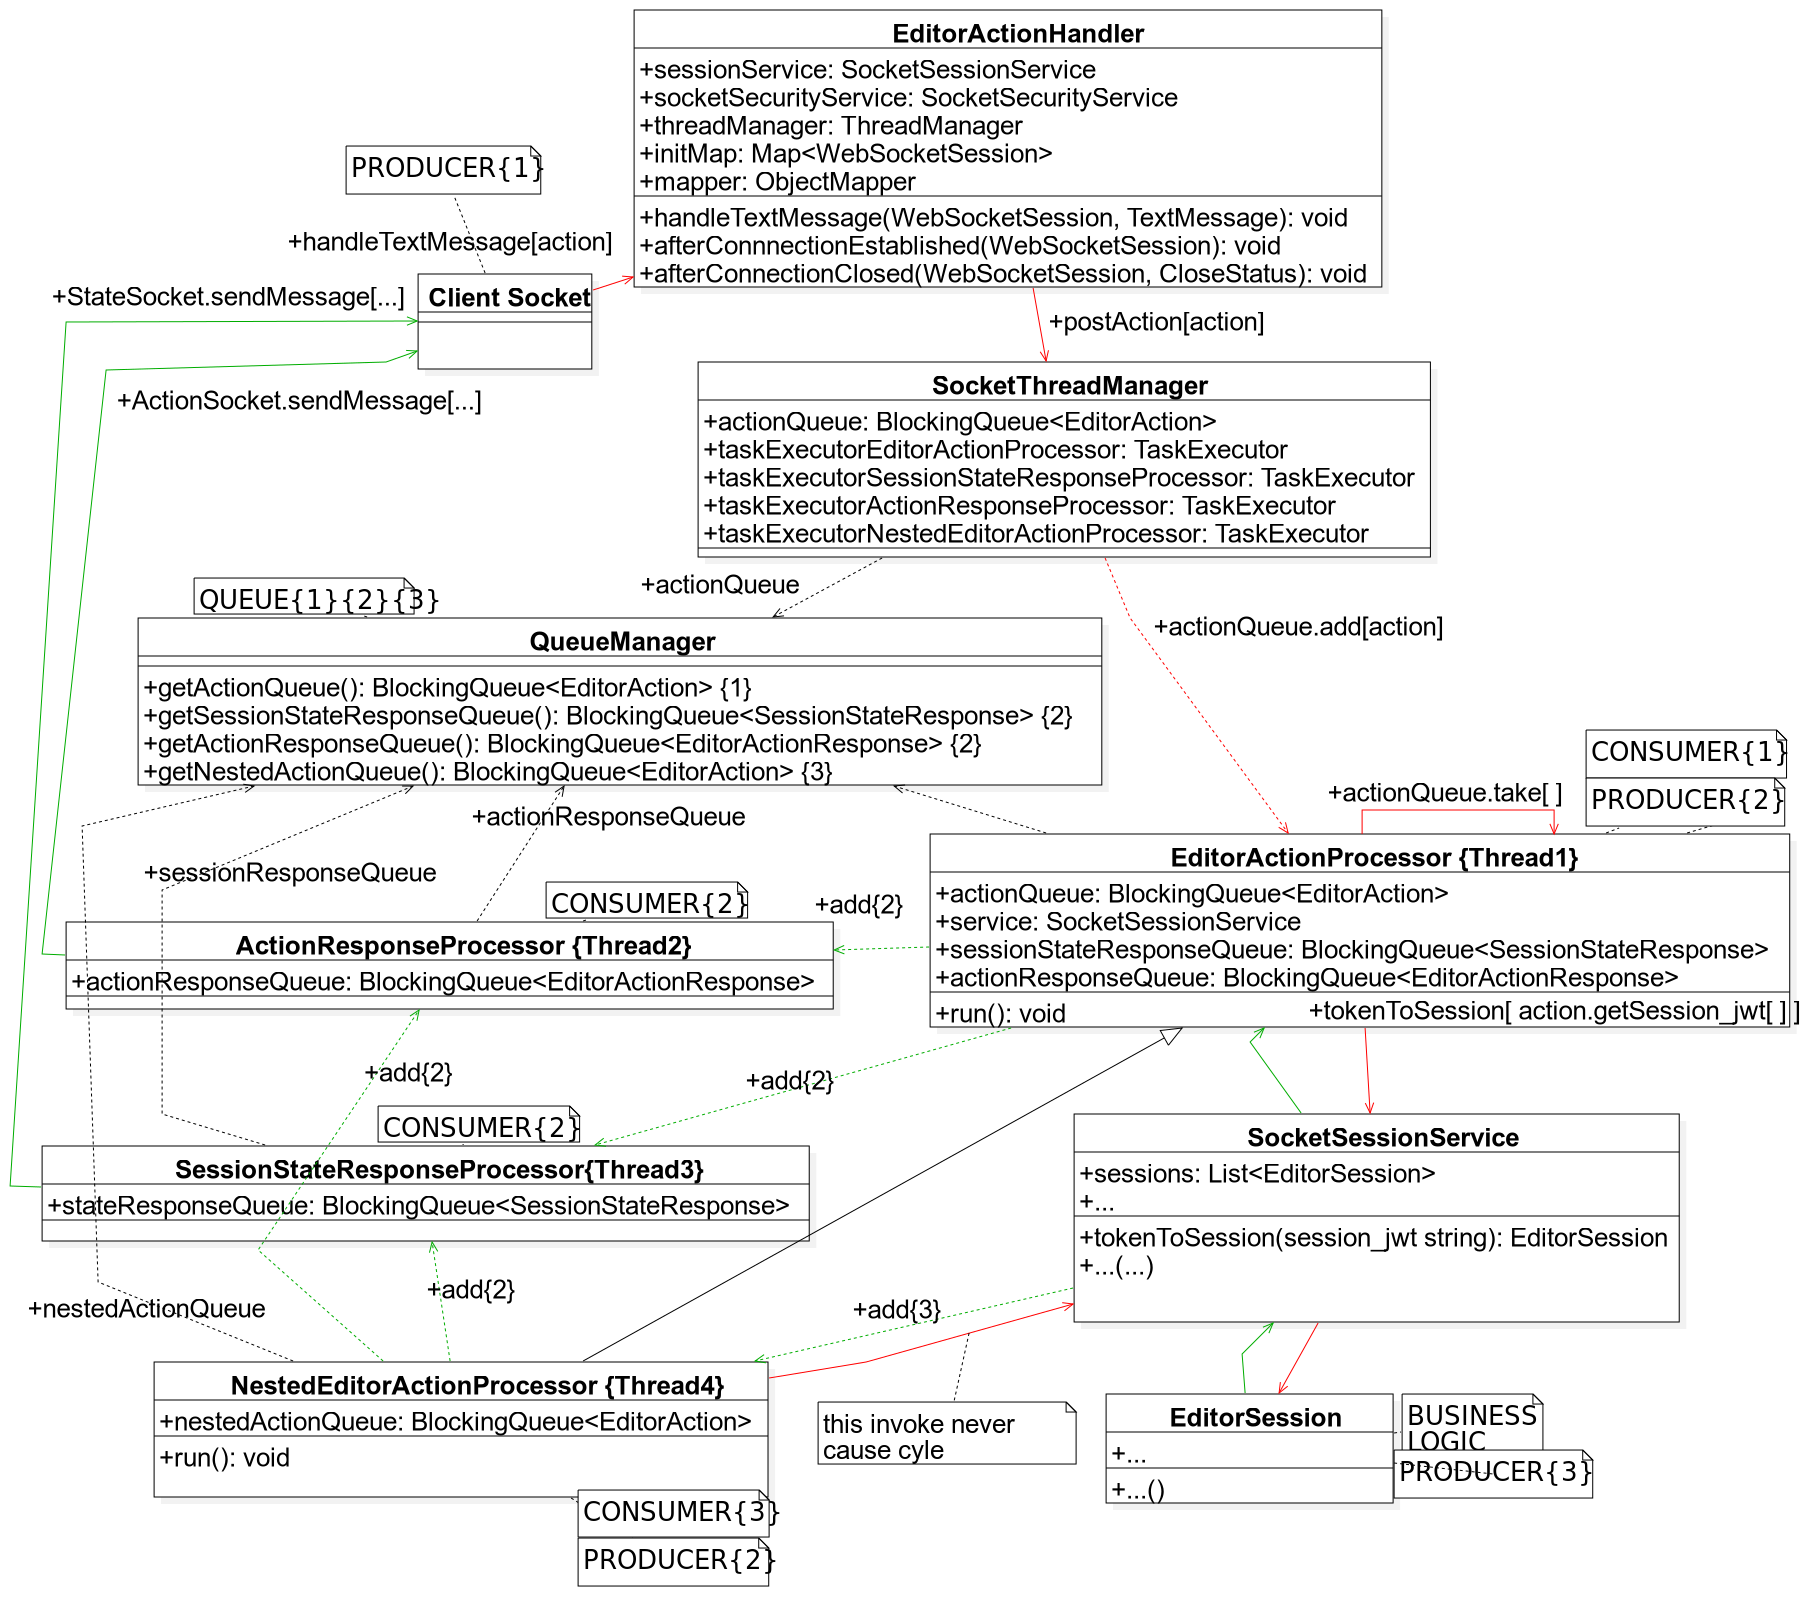 EditorActionHandler
+sessionService: SocketSessionService
+socketSecurityService: SocketSecurityService
+threadManager: ThreadManager
+initMap: Map<WebSocketSession>
+mapper: ObjectMapper
+handleTextMessage(WebSocketSession, TextMessage): void
+afterConnnectionEstablished(WebSocketSession): void
+afterConnectionClosed(WebSocketSession, CloseStatus): void
PRODUCER{1}
+handleTextMessage[action]
Client Socket
+StateSocket.sendMessage[...]
+ActionSocket.sendMessage[...]
+postAction[action]
SocketThreadManager
+actionQueue: BlockingQueue<EditorAction>
+taskExecutorEditorActionProcessor: TaskExecutor
+taskExecutorSessionStateResponseProcessor: TaskExecutor
+taskExecutorActionResponseProcessor: TaskExecutor
+taskExecutorNestedEditorActionProcessor: TaskExecutor
+actionQueue
+actionQueue.add[action]
QUEUE{1}{2}{3}
QueueManager
+getActionQueue(): BlockingQueue<EditorAction> {1}
+getSessionStateResponseQueue(): BlockingQueue<SessionStateResponse> {2}
+getActionResponseQueue(): BlockingQueue<EditorActionResponse> {2}
+getNestedActionQueue(): BlockingQueue<EditorAction> {3}
CONSUMER{1}
PRODUCER{2}
+actionQueue.take[ ]
+actionResponseQueue
+sessionResponseQueue
EditorActionProcessor {Thread1}
+actionQueue: BlockingQueue<EditorAction>
+service: SocketSessionService
+sessionStateResponseQueue: BlockingQueue<SessionStateResponse>
+actionResponseQueue: BlockingQueue<EditorActionResponse>
+run(): void
+tokenToSession[ action.getSession_jwt[ ] ]
CONSUMER{2}
+add{2}
ActionResponseProcessor {Thread2}
+actionResponseQueue: BlockingQueue<EditorActionResponse>
+add{2}
+add{2}
CONSUMER{2}
SessionStateResponseProcessor{Thread3}
+stateResponseQueue: BlockingQueue<SessionStateResponse>
SocketSessionService
+sessions: List<EditorSession>
+...
+tokenToSession(session_jwt string): EditorSession
+...(...)
+add{2}
+nestedActionQueue
+add{3}
NestedEditorActionProcessor {Thread4}
+nestedActionQueue: BlockingQueue<EditorAction>
+run(): void
CONSUMER{3}
PRODUCER{2}
this invoke never
cause cyle
EditorSession
+...
+...()
BUSINESS
LOGIC
PRODUCER{3}